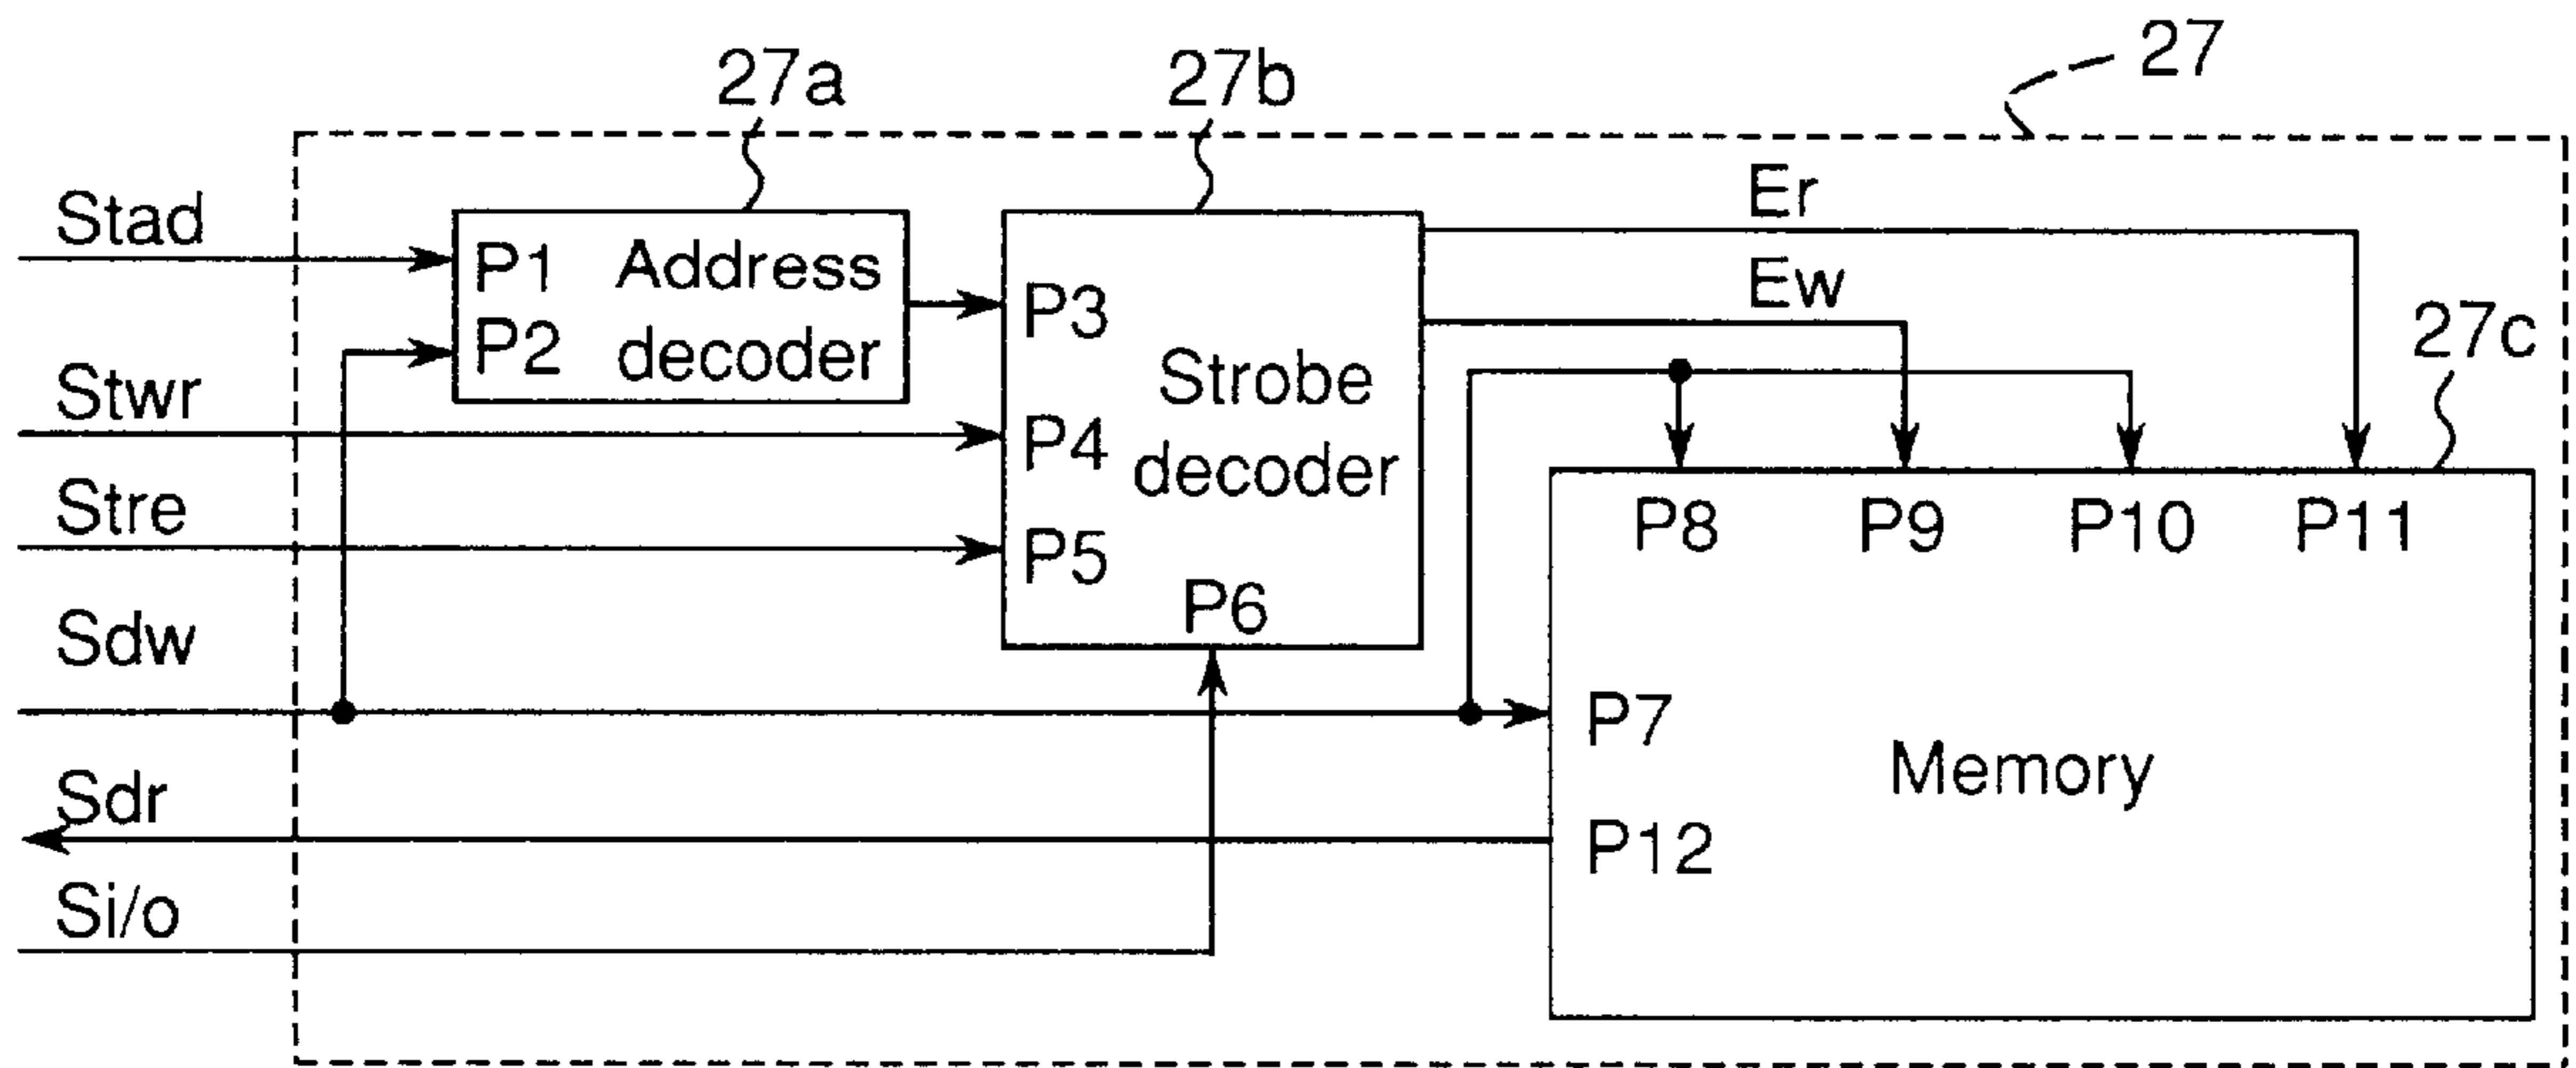 27
27a
27b
Er
Stad
P1
Address
decoder
P2
Ew
P3
27c
Strobe
decoder
Stwr
P4
Stre
P5
P8
P9
P10
P11
P6
Sdw
P7
Memory
Sdr
P12
Si/o